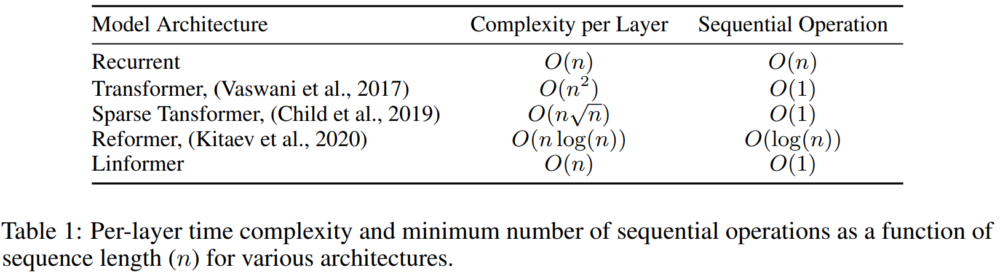 Model Architecture Complexity per Layer Sequential Operation
Recurrent O(n) O(n)
Transformer, (Vaswani et al., 2017) O(n²) O(1)
Sparse Tansformer, (Child et al., 2019) O(n√n) O(1)
Reformer, (Kitaev et al., 2020) O(n log(n)) O(log(n))
Linformer O(n) O(1)
Table 1: Per-layer time complexity and minimum number of sequential operations as a function of
sequence length (n) for various architectures.